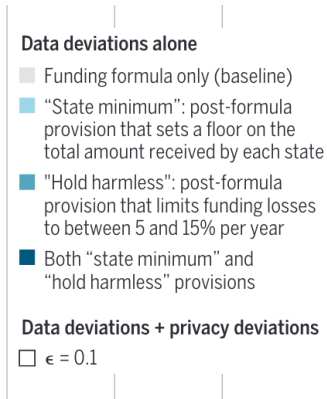 Data deviations alone
Funding formula only (baseline)
“State minimum”: post-formula
provision that sets a floor on the
total amount received by each state
"Hold harmless": post-formula
provision that limits funding losses
to between 5 and 15% per year
Both “state minimum” and
“hold harmless” provisions
Data deviations + privacy deviations
ϵ = 0.1